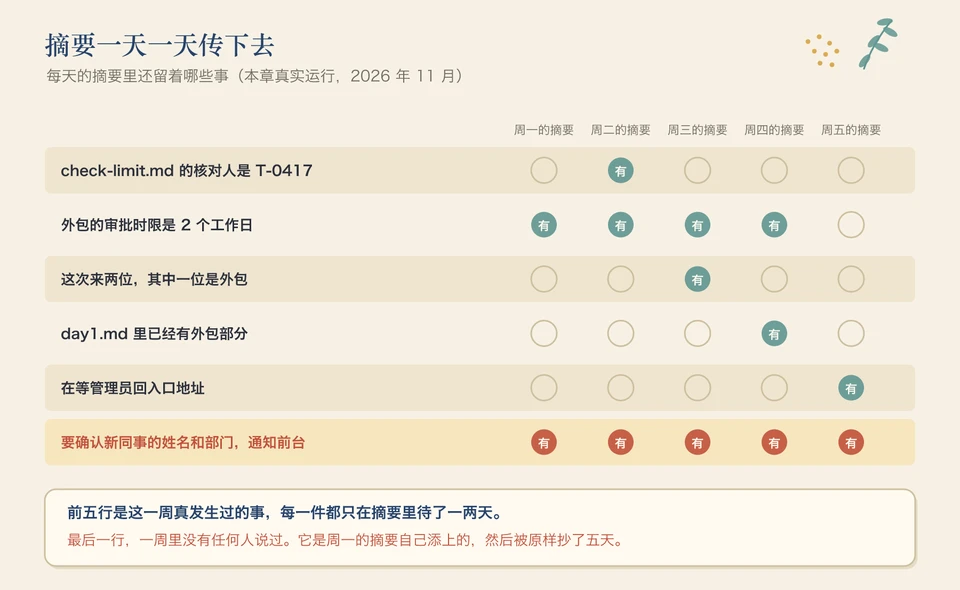 摘要一天一天传下去
每天的摘要里还留着哪些事（本章真实运行，2026 年 11 月）
周一的摘要 周二的摘要 周三的摘要 周四的摘要 周五的摘要
check-limit.md 的核对人是 T-0417 有
外包的审批时限是 2 个工作日 有 有 有 有
这次来两位，其中一位是外包 有
day1.md 里已经有外包部分 有
在等管理员回入口地址 有
要确认新同事的姓名和部门，通知前台 有 有 有 有 有
前五行是这一周真发生过的事，每一件都只在摘要里待了一两天。
最后一行，一周里没有任何人说过。它是周一的摘要自己添上的，然后被原样抄了五天。